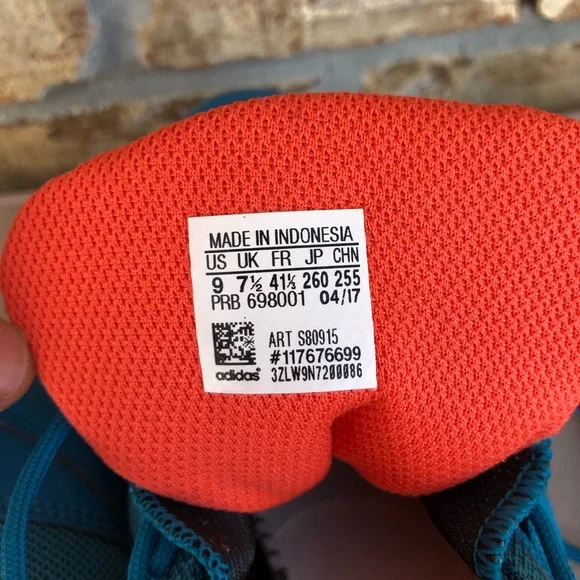 MADE IN INDONESIA
US UK FR JP CHN
9 7½ 41⅓ 260 255
PRB 698001 04/17
ART S80915
#117676699
adidas® 3ZLW9N7200086